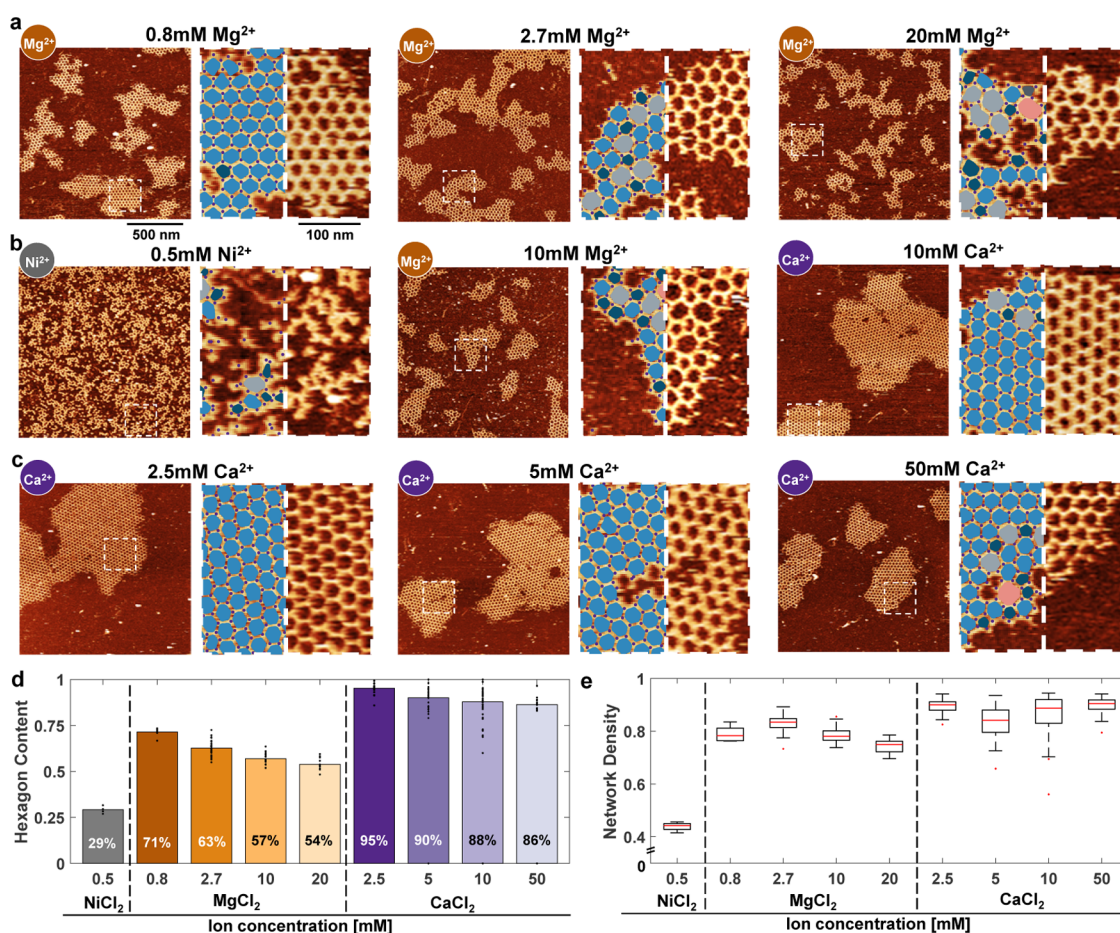 a
0.8mM Mg²⁺ 2.7mM Mg²⁺ 20mM Mg²⁺
Mg²⁺ Mg²⁺ Mg²⁺
500 nm 100 nm
b
0.5mM Ni²⁺ 10mM Mg²⁺ 10mM Ca²⁺
Ni²⁺ Mg²⁺ Ca²⁺
c
2.5mM Ca²⁺ 5mM Ca²⁺ 50mM Ca²⁺
Ca²⁺ Ca²⁺ Ca²⁺
d
Hexagon Content
1
0.75
0.5
0.25
0
29% 71% 63% 57% 54% 95% 90% 88% 86%
0.5 0.8 2.7 10 20 2.5 5 10 50
NiCl₂ MgCl₂ CaCl₂
Ion concentration [mM]
e
Network Density
1
0.8
0.6
0.4
0
0.5 0.8 2.7 10 20 2.5 5 10 50
NiCl₂ MgCl₂ CaCl₂
Ion concentration [mM]